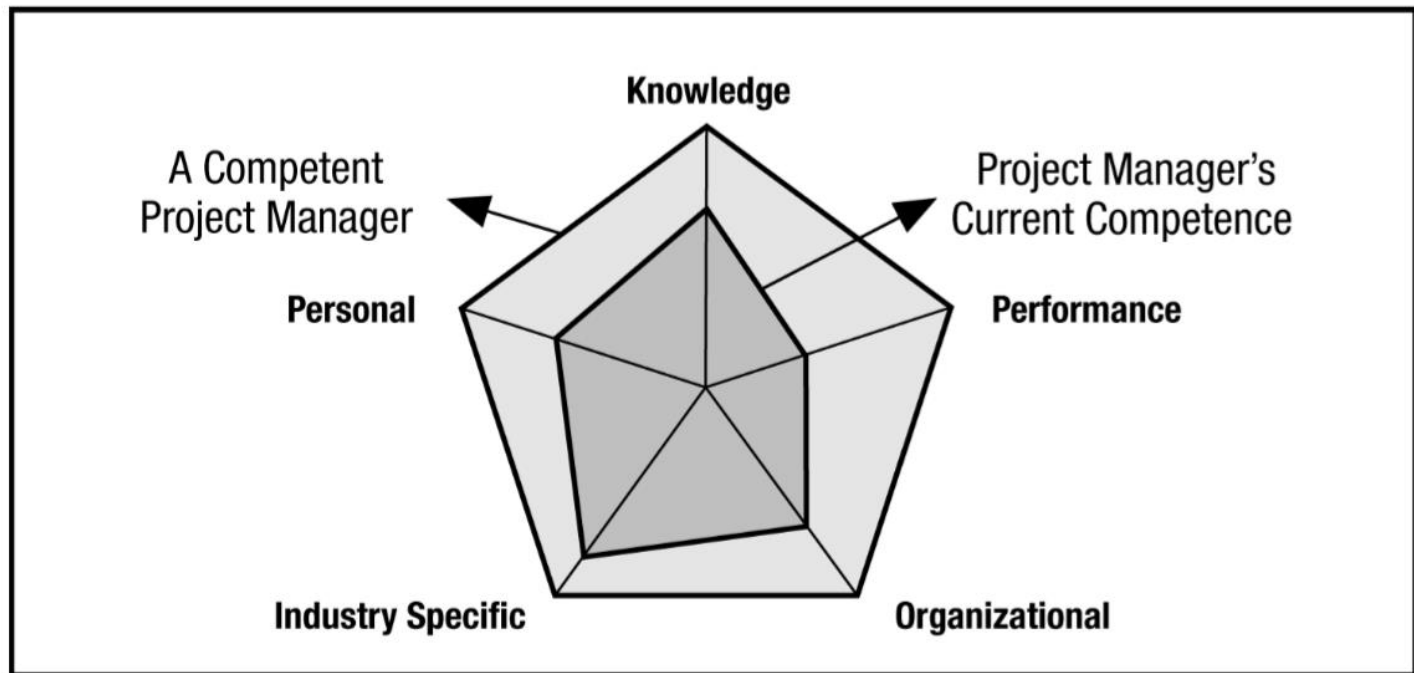 Knowledge
A Competent
Project Manager
Project Manager’s
Current Competence
Personal
Performance
Industry Specific
Organizational